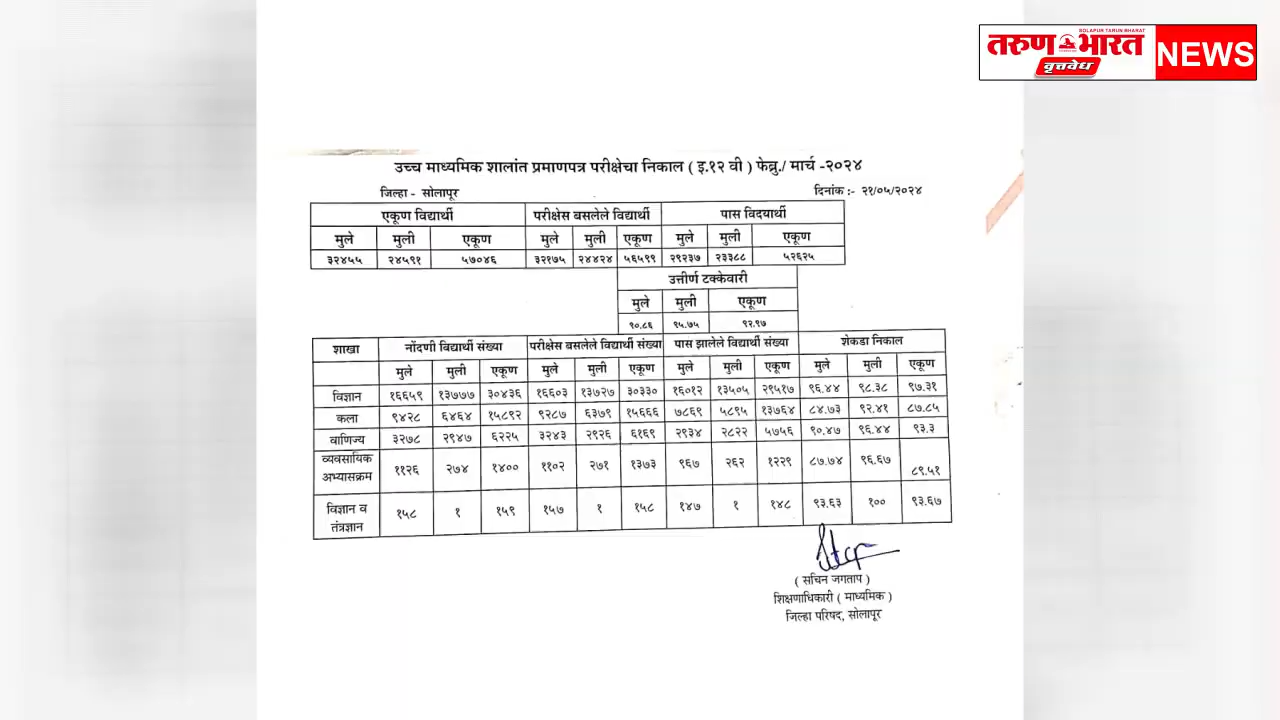 SOLAPUR TARUN BHARAT
तरुण भारत NEWS
वृत्तवेध
उच्च माध्यमिक शालांत प्रमाणपत्र परीक्षेचा निकाल ( इ.१२ वी ) फेब्रु./ मार्च -२०२४
जिल्हा - सोलापूर दिनांक :- २१/०५/२०२४
एकूण विद्यार्थी परीक्षेस बसलेले विद्यार्थी पास विदयार्थी
मुले मुली एकूण मुले मुली एकूण मुले मुली एकूण
३२४५५ २४५९१ ५७०४६ ३२१७५ २४४२४ ५६५९९ २९२३७ २३३८८ ५२६२५
उत्तीर्ण टक्केवारी
मुले मुली एकूण
९०.८६ ९५.७५ ९२.९७
शाखा नोंदणी विद्यार्थी संख्या परीक्षेस बसलेले विद्यार्थी संख्या पास झालेले विद्यार्थी संख्या शेकडा निकाल
मुले मुली एकूण मुले मुली एकूण मुले मुली एकूण मुले मुली एकूण
विज्ञान १६६५९ १३७७७ ३०४३६ १६६०३ १३७२७ ३०३३० १६०१२ १३५०५ २९५१७ ९६.४४ ९८.३८ ९७.३१
कला ९४२८ ६४६४ १५८९२ ९२८७ ६३७९ १५६६६ ७८६९ ५८९५ १३७६४ ८४.७३ ९२.४१ ८७.८५
वाणिज्य ३२७८ २९४७ ६२२५ ३२४३ २९२६ ६१६९ २९३४ २८२२ ५७५६ ९०.४७ ९६.४४ ९३.३
व्यवसायिक
अभ्यासक्रम ११२६ २७४ १४०० ११०२ २७१ १३७३ ९६७ २६२ १२२९ ८७.७४ ९६.६७ ८९.५१
विज्ञान व
तंत्रज्ञान १५८ १ १५९ १५७ १ १५८ १४७ १ १४८ ९३.६३ १०० ९३.६७
( सचिन जगताप )
शिक्षणाधिकारी ( माध्यमिक )
जिल्हा परिषद, सोलापूर